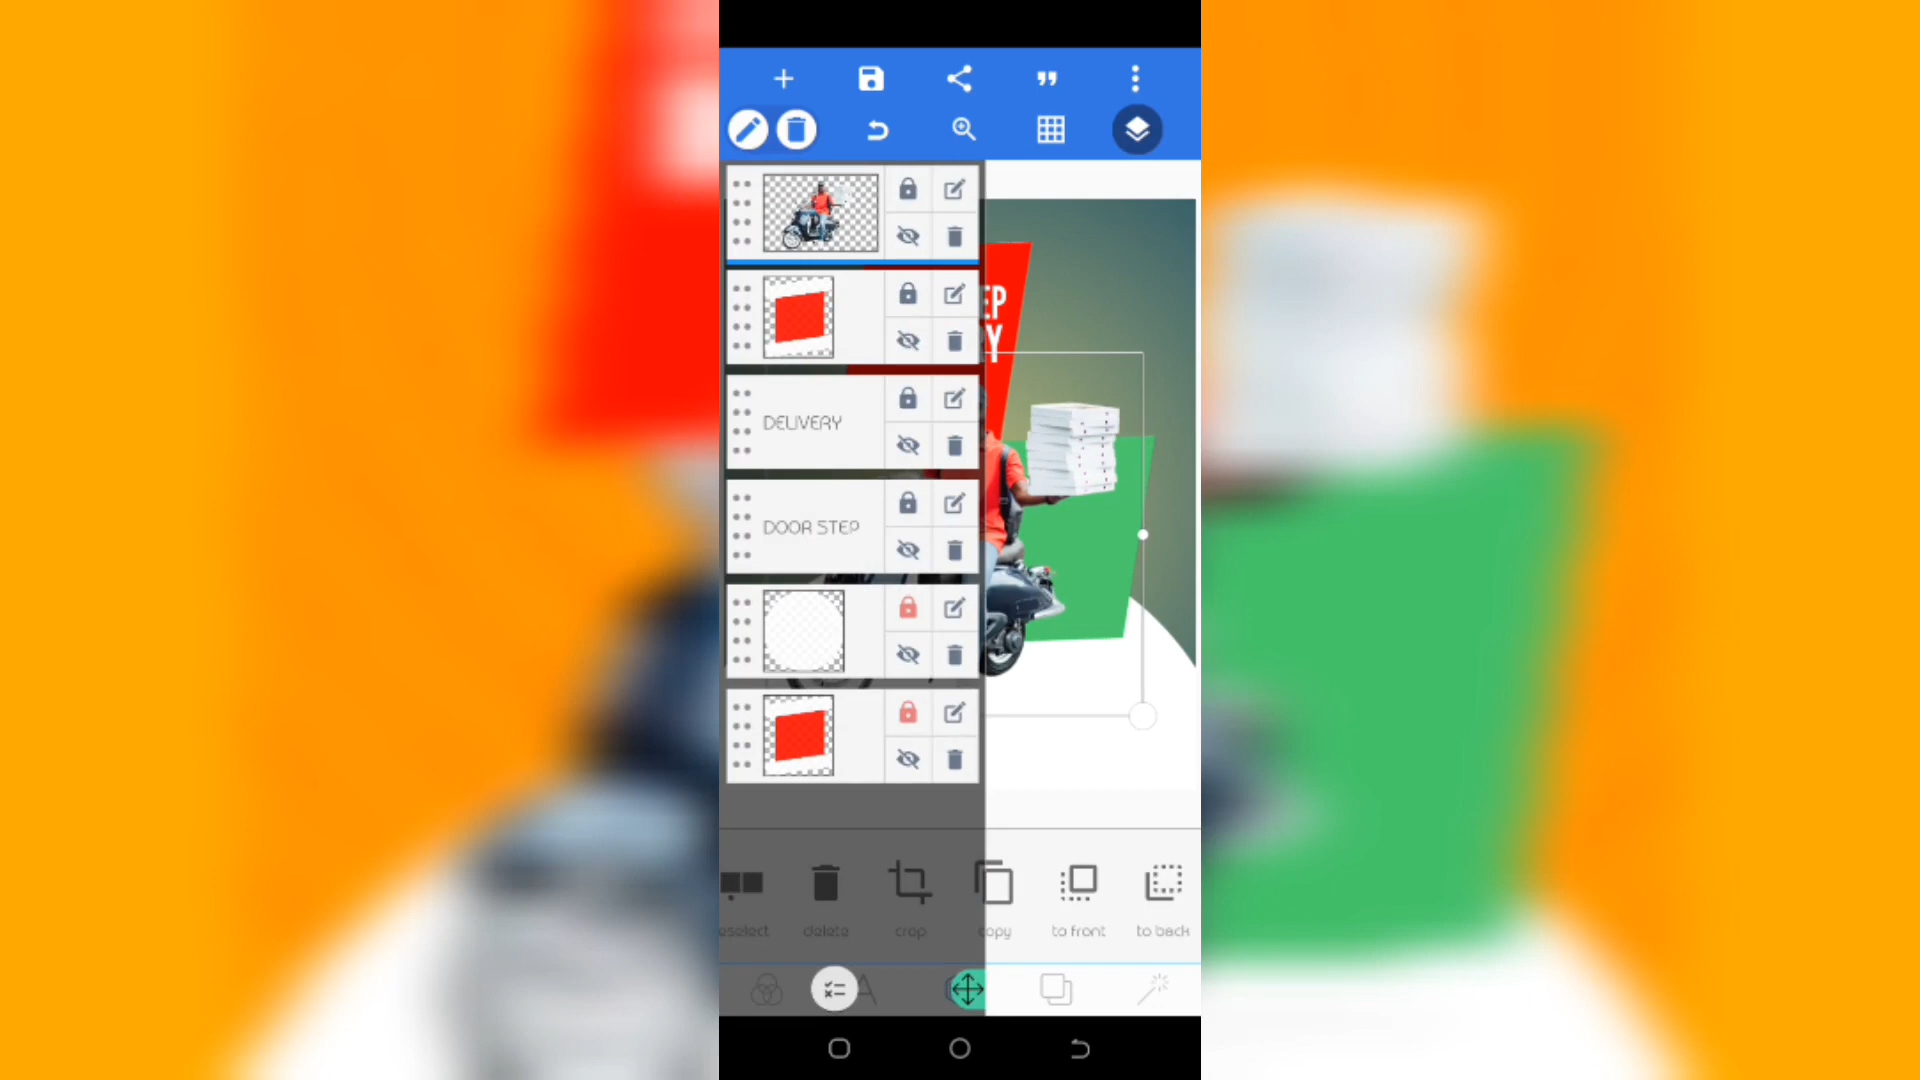 EP
Y
DELIVERY
DOOR STEP
eselect
delete
crop
copy
to front
to back